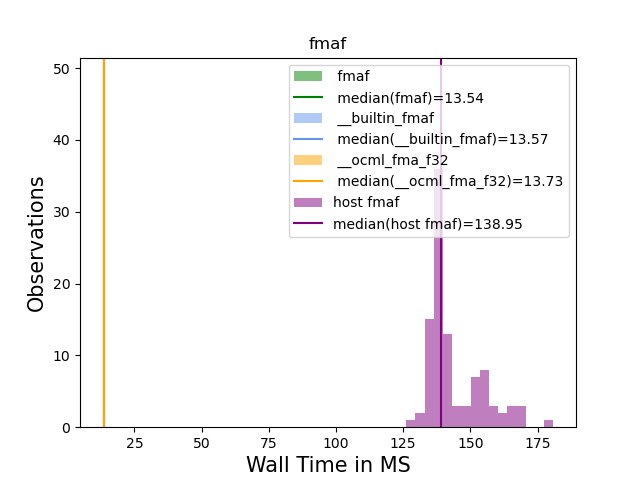 fmaf
50
40
30
20
10
0
Observations
fmaf
median(fmaf)=13.54
__builtin_fmaf
median(__builtin_fmaf)=13.57
__ocml_fma_f32
median(__ocml_fma_f32)=13.73
host fmaf
median(host fmaf)=138.95
25 50 75 100 125 150 175
Wall Time in MS